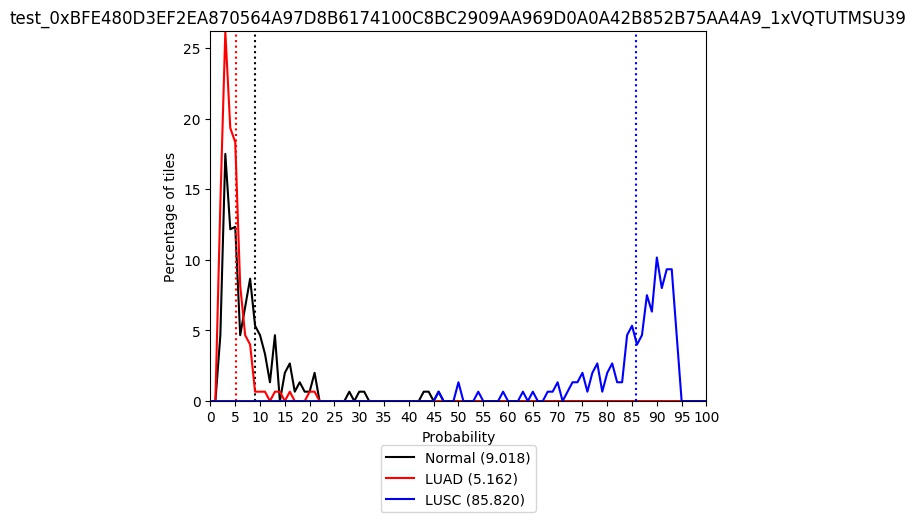 test_0xBFE480D3EF2EA870564A97D8B6174100C8BC2909AA969D0A0A42B852B75AA4A9_1xVQTUTMSU39
25
20
15
10
5
0
Percentage of tiles
0 5 10 15 20 25 30 35 40 45 50 55 60 65 70 75 80 85 90 95 100
Probability
Normal (9.018)
LUAD (5.162)
LUSC (85.820)